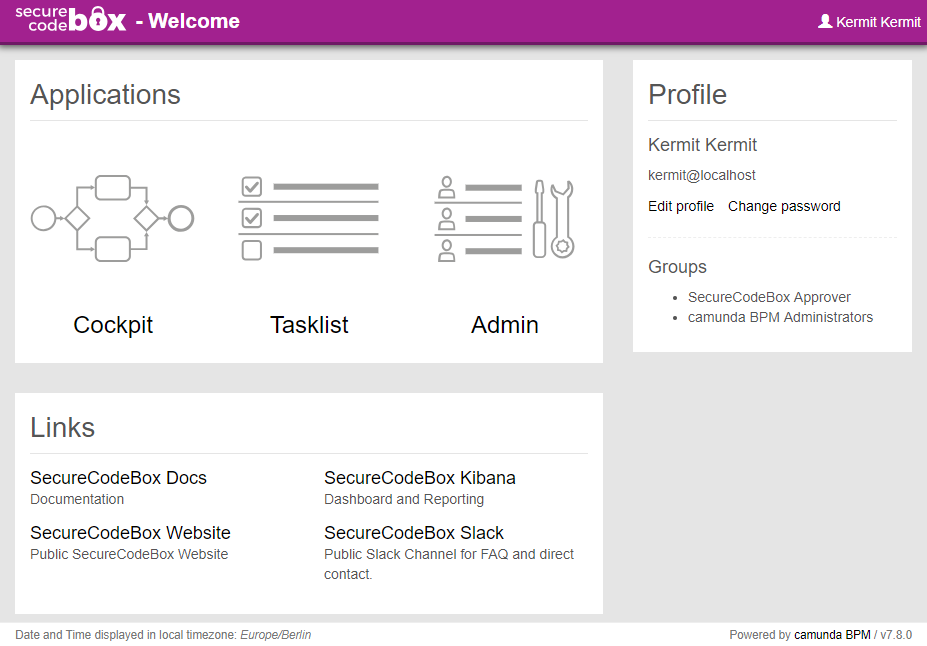 secure
codebox - Welcome
Kermit Kermit
Applications
Cockpit
Tasklist
Admin
Profile
Kermit Kermit
kermit@localhost
Edit profile Change password
Groups
SecureCodeBox Approver
camunda BPM Administrators
Links
SecureCodeBox Docs
Documentation
SecureCodeBox Kibana
Dashboard and Reporting
SecureCodeBox Website
Public SecureCodeBox Website
SecureCodeBox Slack
Public Slack Channel for FAQ and direct
contact.
Date and Time displayed in local timezone: Europe/Berlin
Powered by camunda BPM / v7.8.0